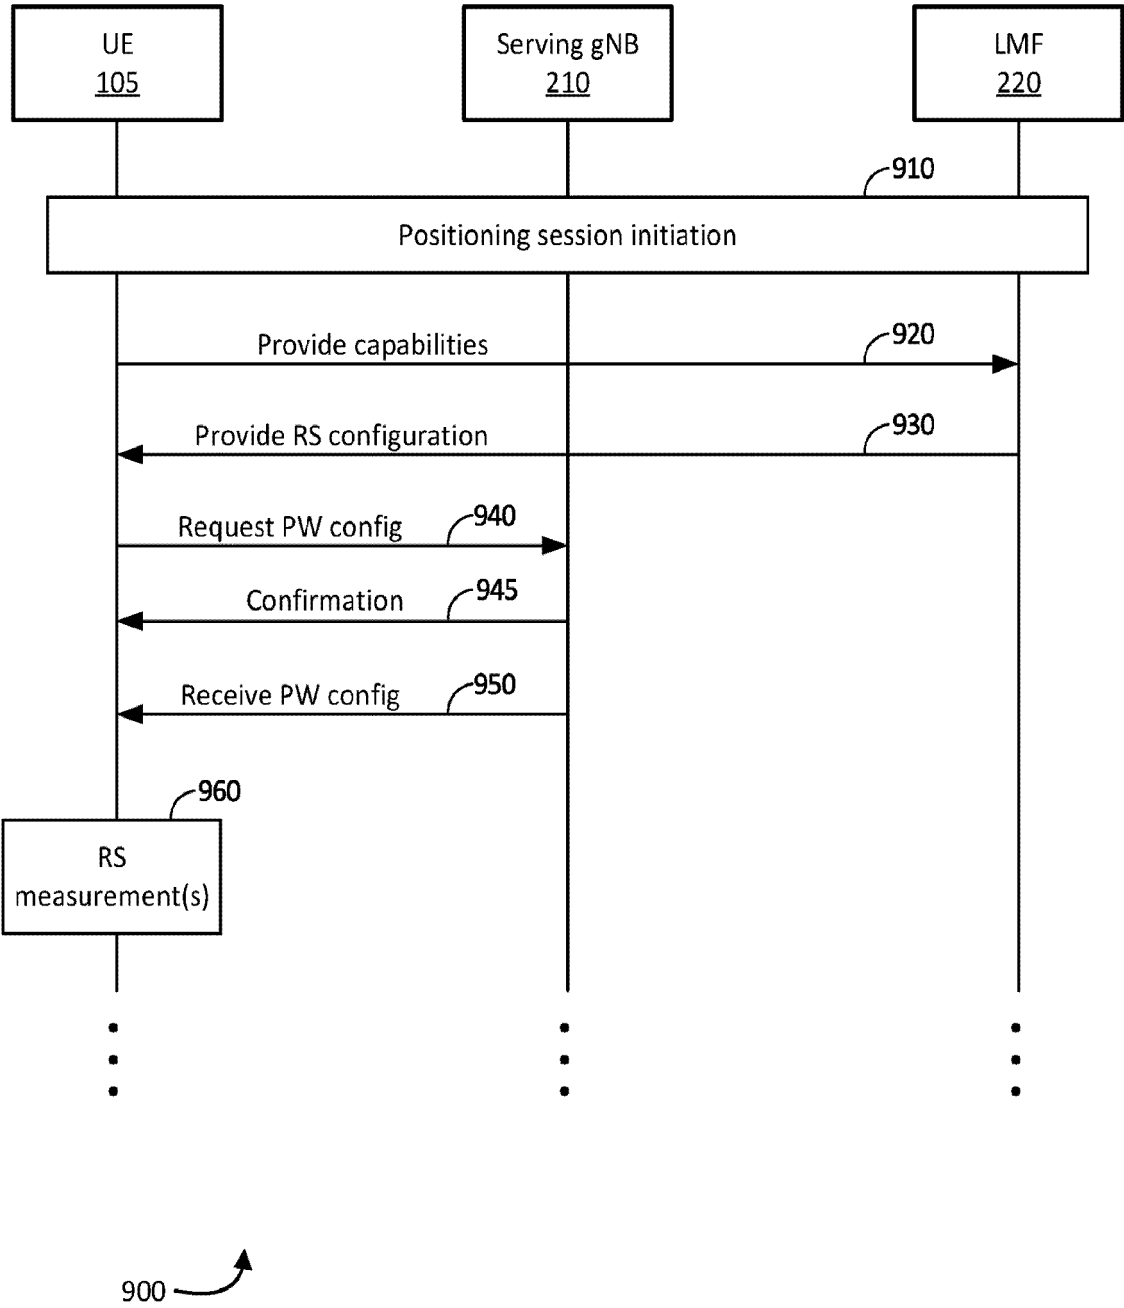 UE
105
Serving gNB
210
LMF
220
910
Positioning session initiation
Provide capabilities
920
Provide RS configuration
930
Request PW config
940
Confirmation
945
Receive PW config
950
960
RS
measurement(s)
900